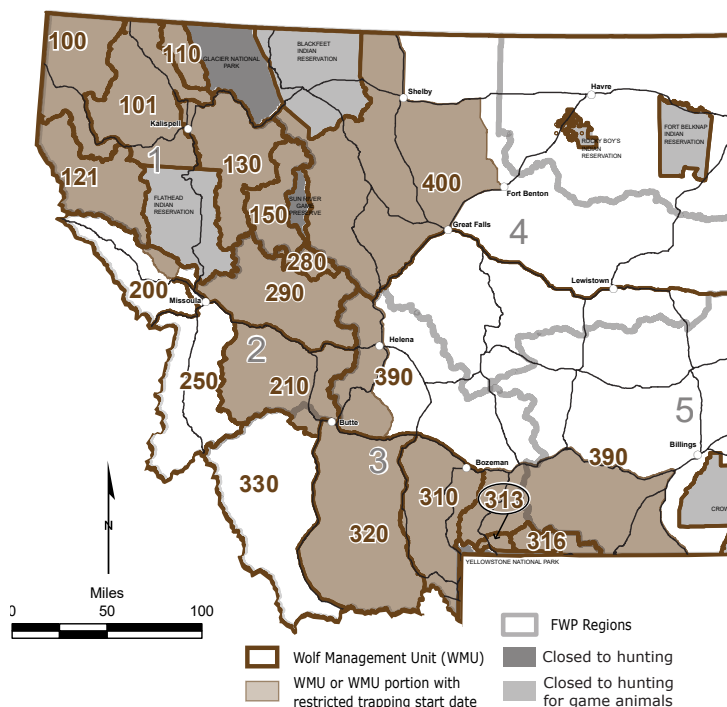 100
110
GLACIER NATIONAL
PARK
BLACKFEET
INDIAN
RESERVATION
101
Shelby
Havre
Kalispell
1
130
ROCKY BOY'S
INDIAN
RESERVATION
FORT BELKNAP
INDIAN
RESERVATION
121
400
FLATHEAD
INDIAN
RESERVATION
150
SUN RIVER
GAME
PRESERVE
Fort Benton
Great Falls
4
280
200
Missoula
290
Lewistown
2
Helena
250
210
390
5
Butte
3
Billings
330
310
Bozeman
313
390
CROW
320
316
YELLOWSTONE NATIONAL PARK
N
Miles
0 50 100
FWP Regions
Wolf Management Unit (WMU)
Closed to hunting
WMU or WMU portion with
restricted trapping start date
Closed to hunting
for game animals